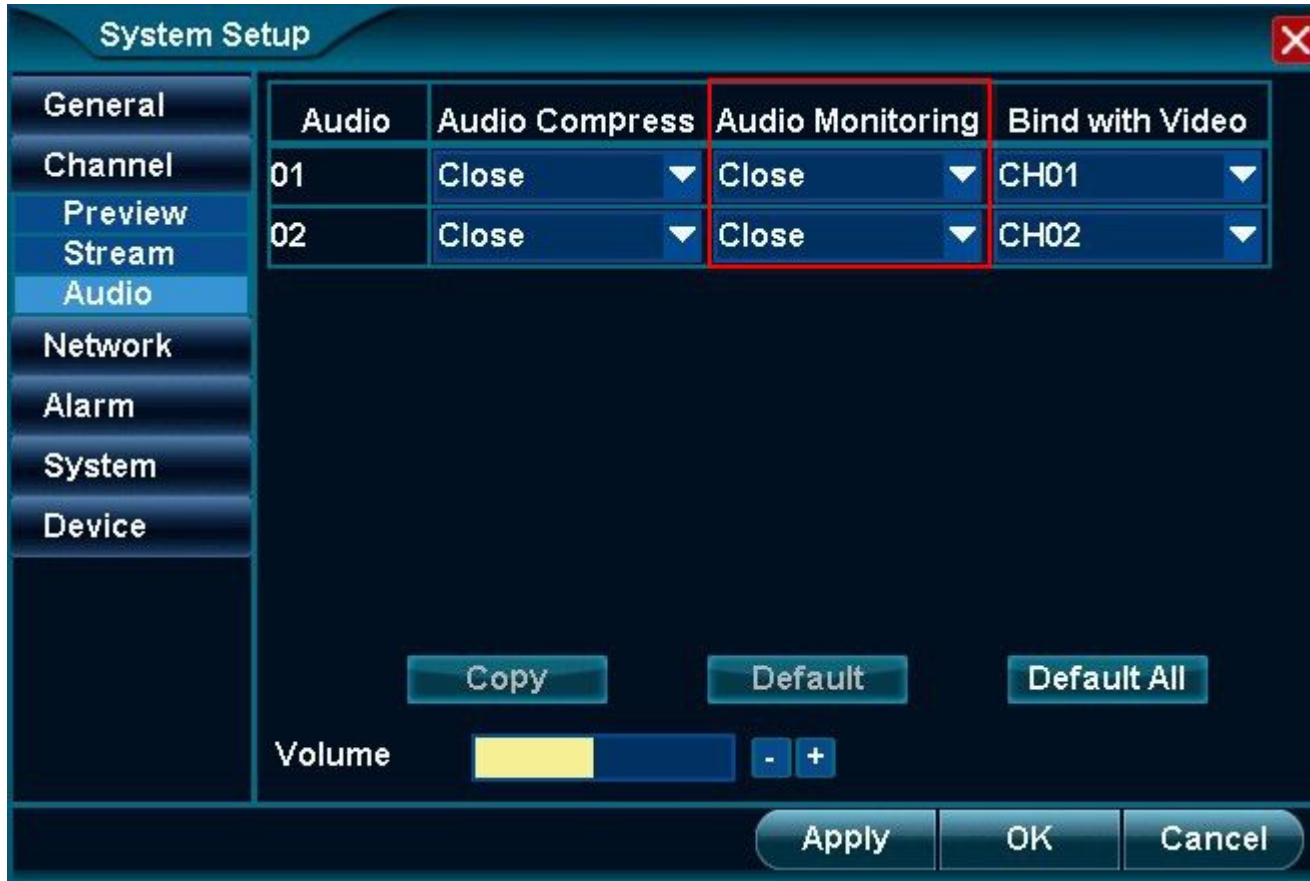 System Setup
General
Channel
Preview
Stream
Audio
Network
Alarm
System
Device
Audio Audio Compress Audio Monitoring Bind with Video
01 Close Close CH01
02 Close Close CH02
Copy Default Default All
Volume - +
Apply OK Cancel